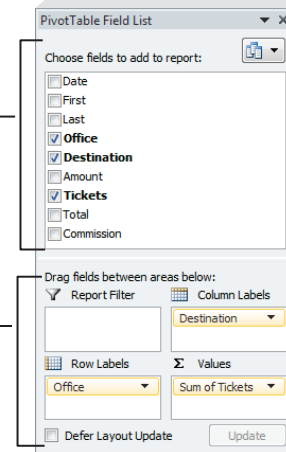 PivotTable Field List
Choose fields to add to report:
Date
First
Last
Office
Destination
Amount
Tickets
Total
Commission
Drag fields between areas below:
Report Filter
Column Labels
Destination
Row Labels
Σ Values
Office
Sum of Tickets
Defer Layout Update
Update